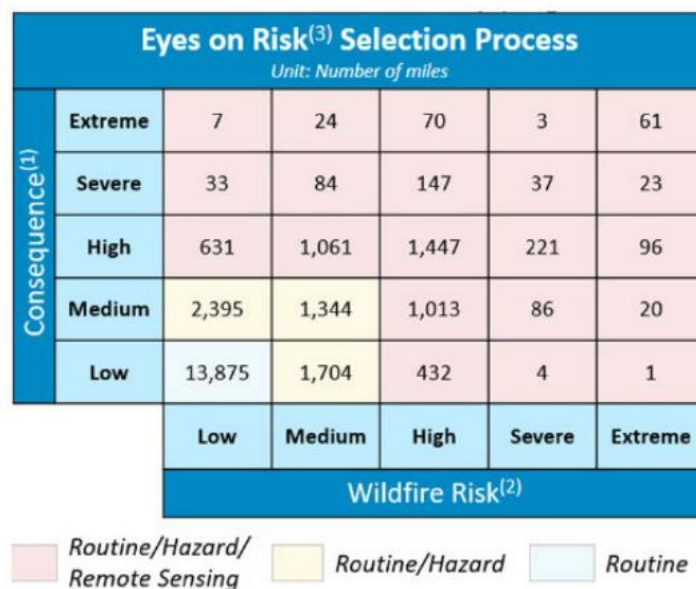 Eyes on Risk(3) Selection Process
Unit: Number of miles
Consequence(1)
Extreme 7 24 70 3 61
Severe 33 84 147 37 23
High 631 1,061 1,447 221 96
Medium 2,395 1,344 1,013 86 20
Low 13,875 1,704 432 4 1
Low Medium High Severe Extreme
Wildfire Risk(2)
Routine/Hazard/
Remote Sensing
Routine/Hazard
Routine